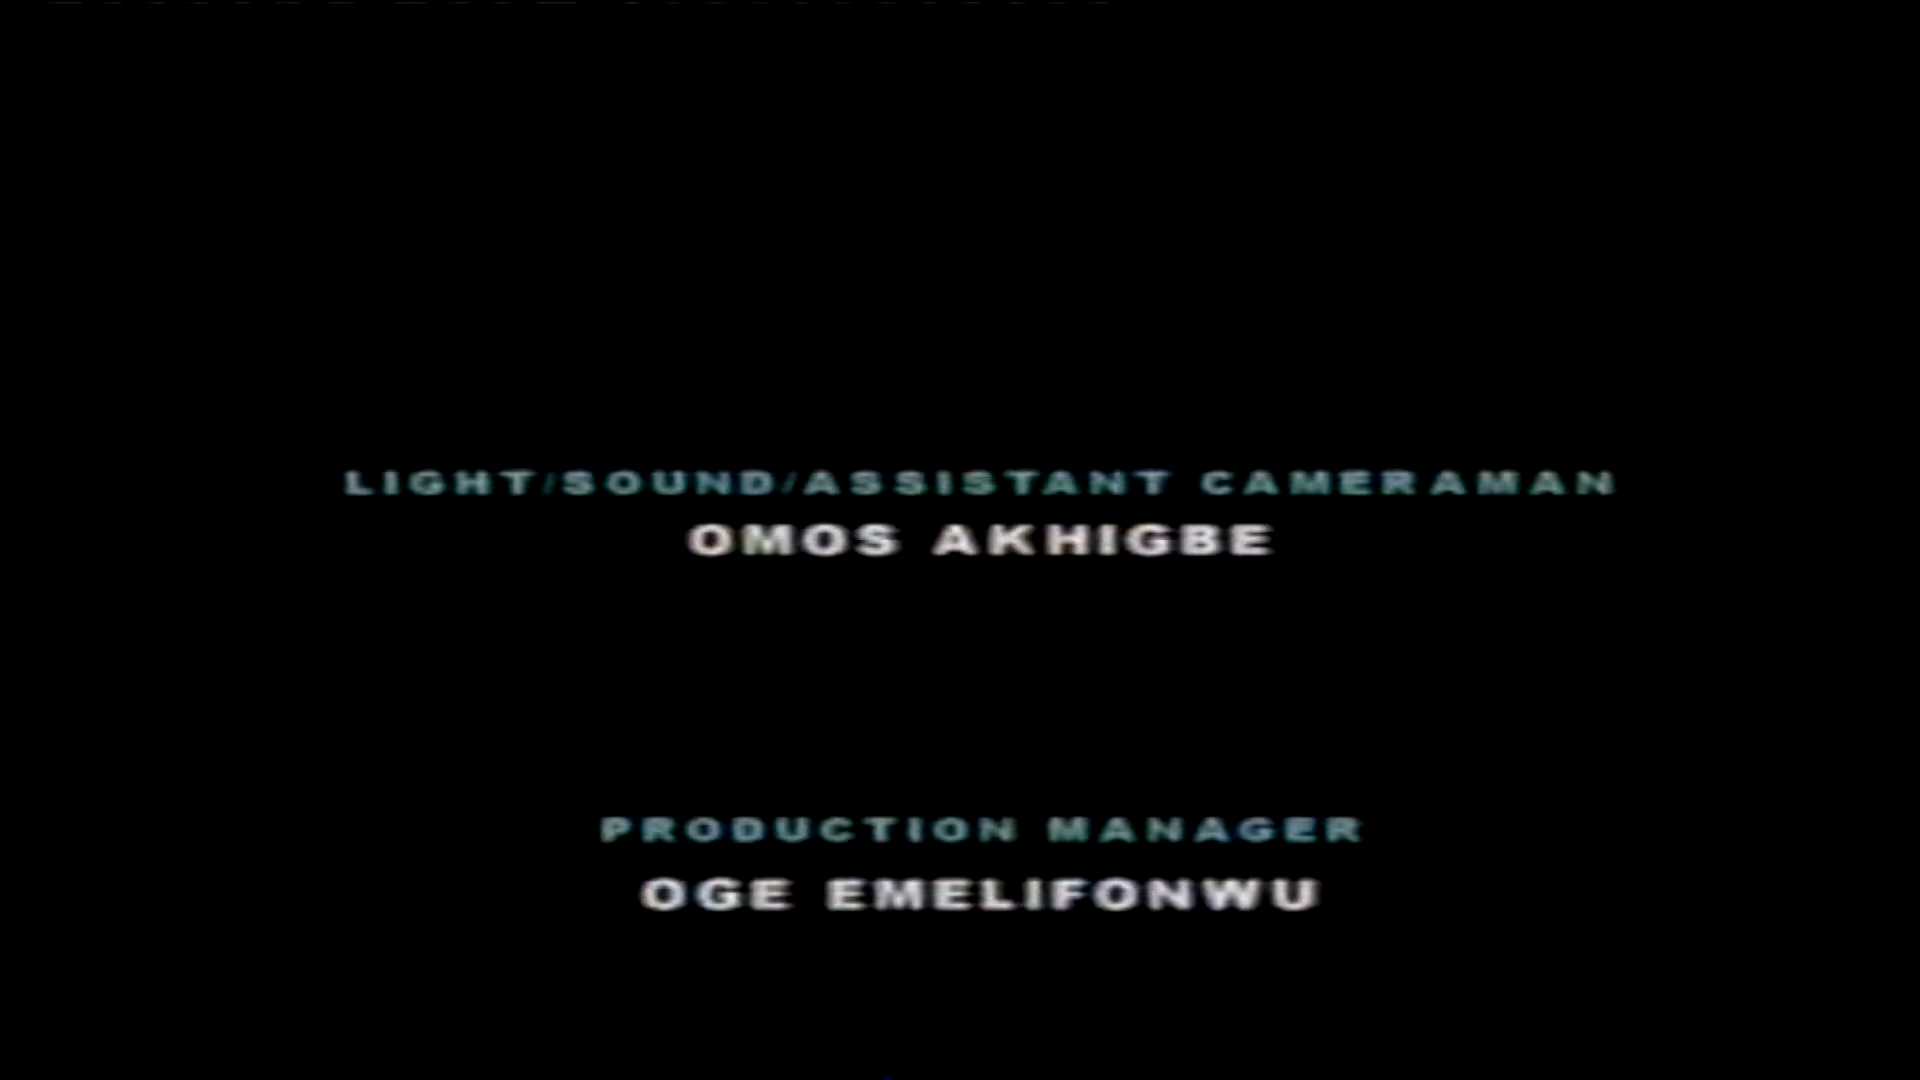 LIGHT/SOUND/ASSISTANT CAMERAMAN
OMOS AKHIGBE
PRODUCTION MANAGER
OGE EMELIFONWU